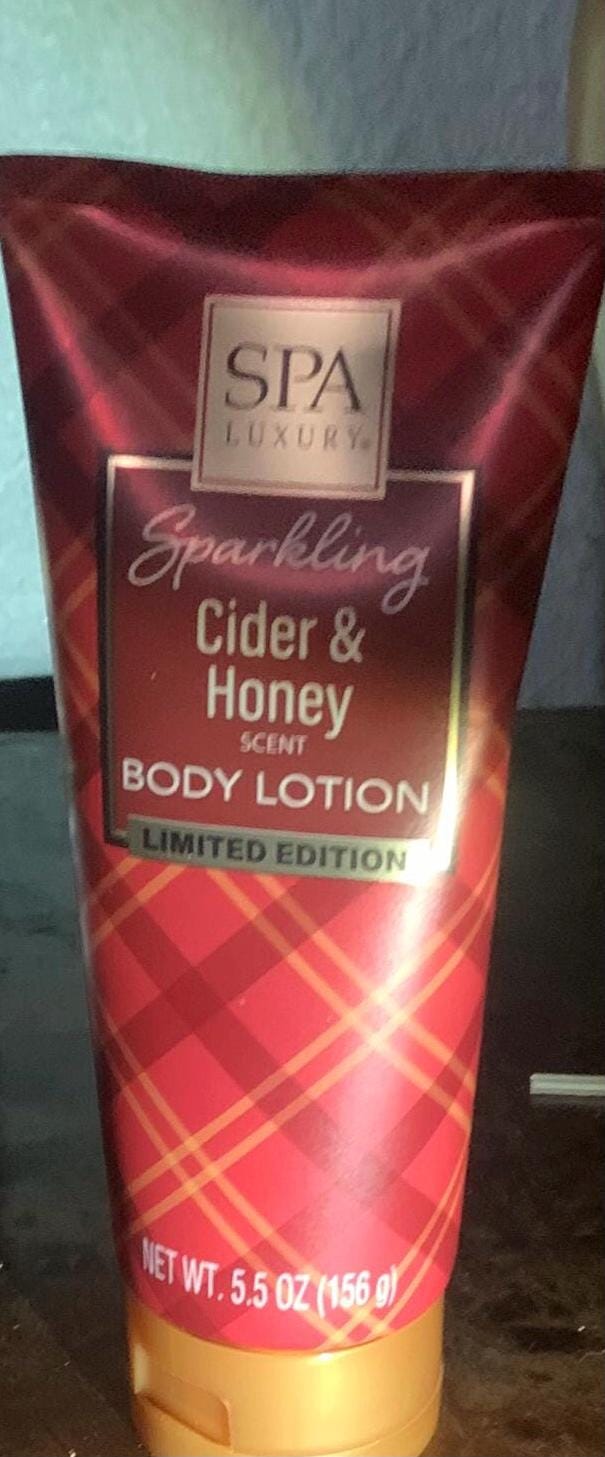 SPA
LUXURY®
Sparkling
Cider &
Honey
SCENT
BODY LOTION
LIMITED EDITION
NET WT. 5.5 OZ (156 g)